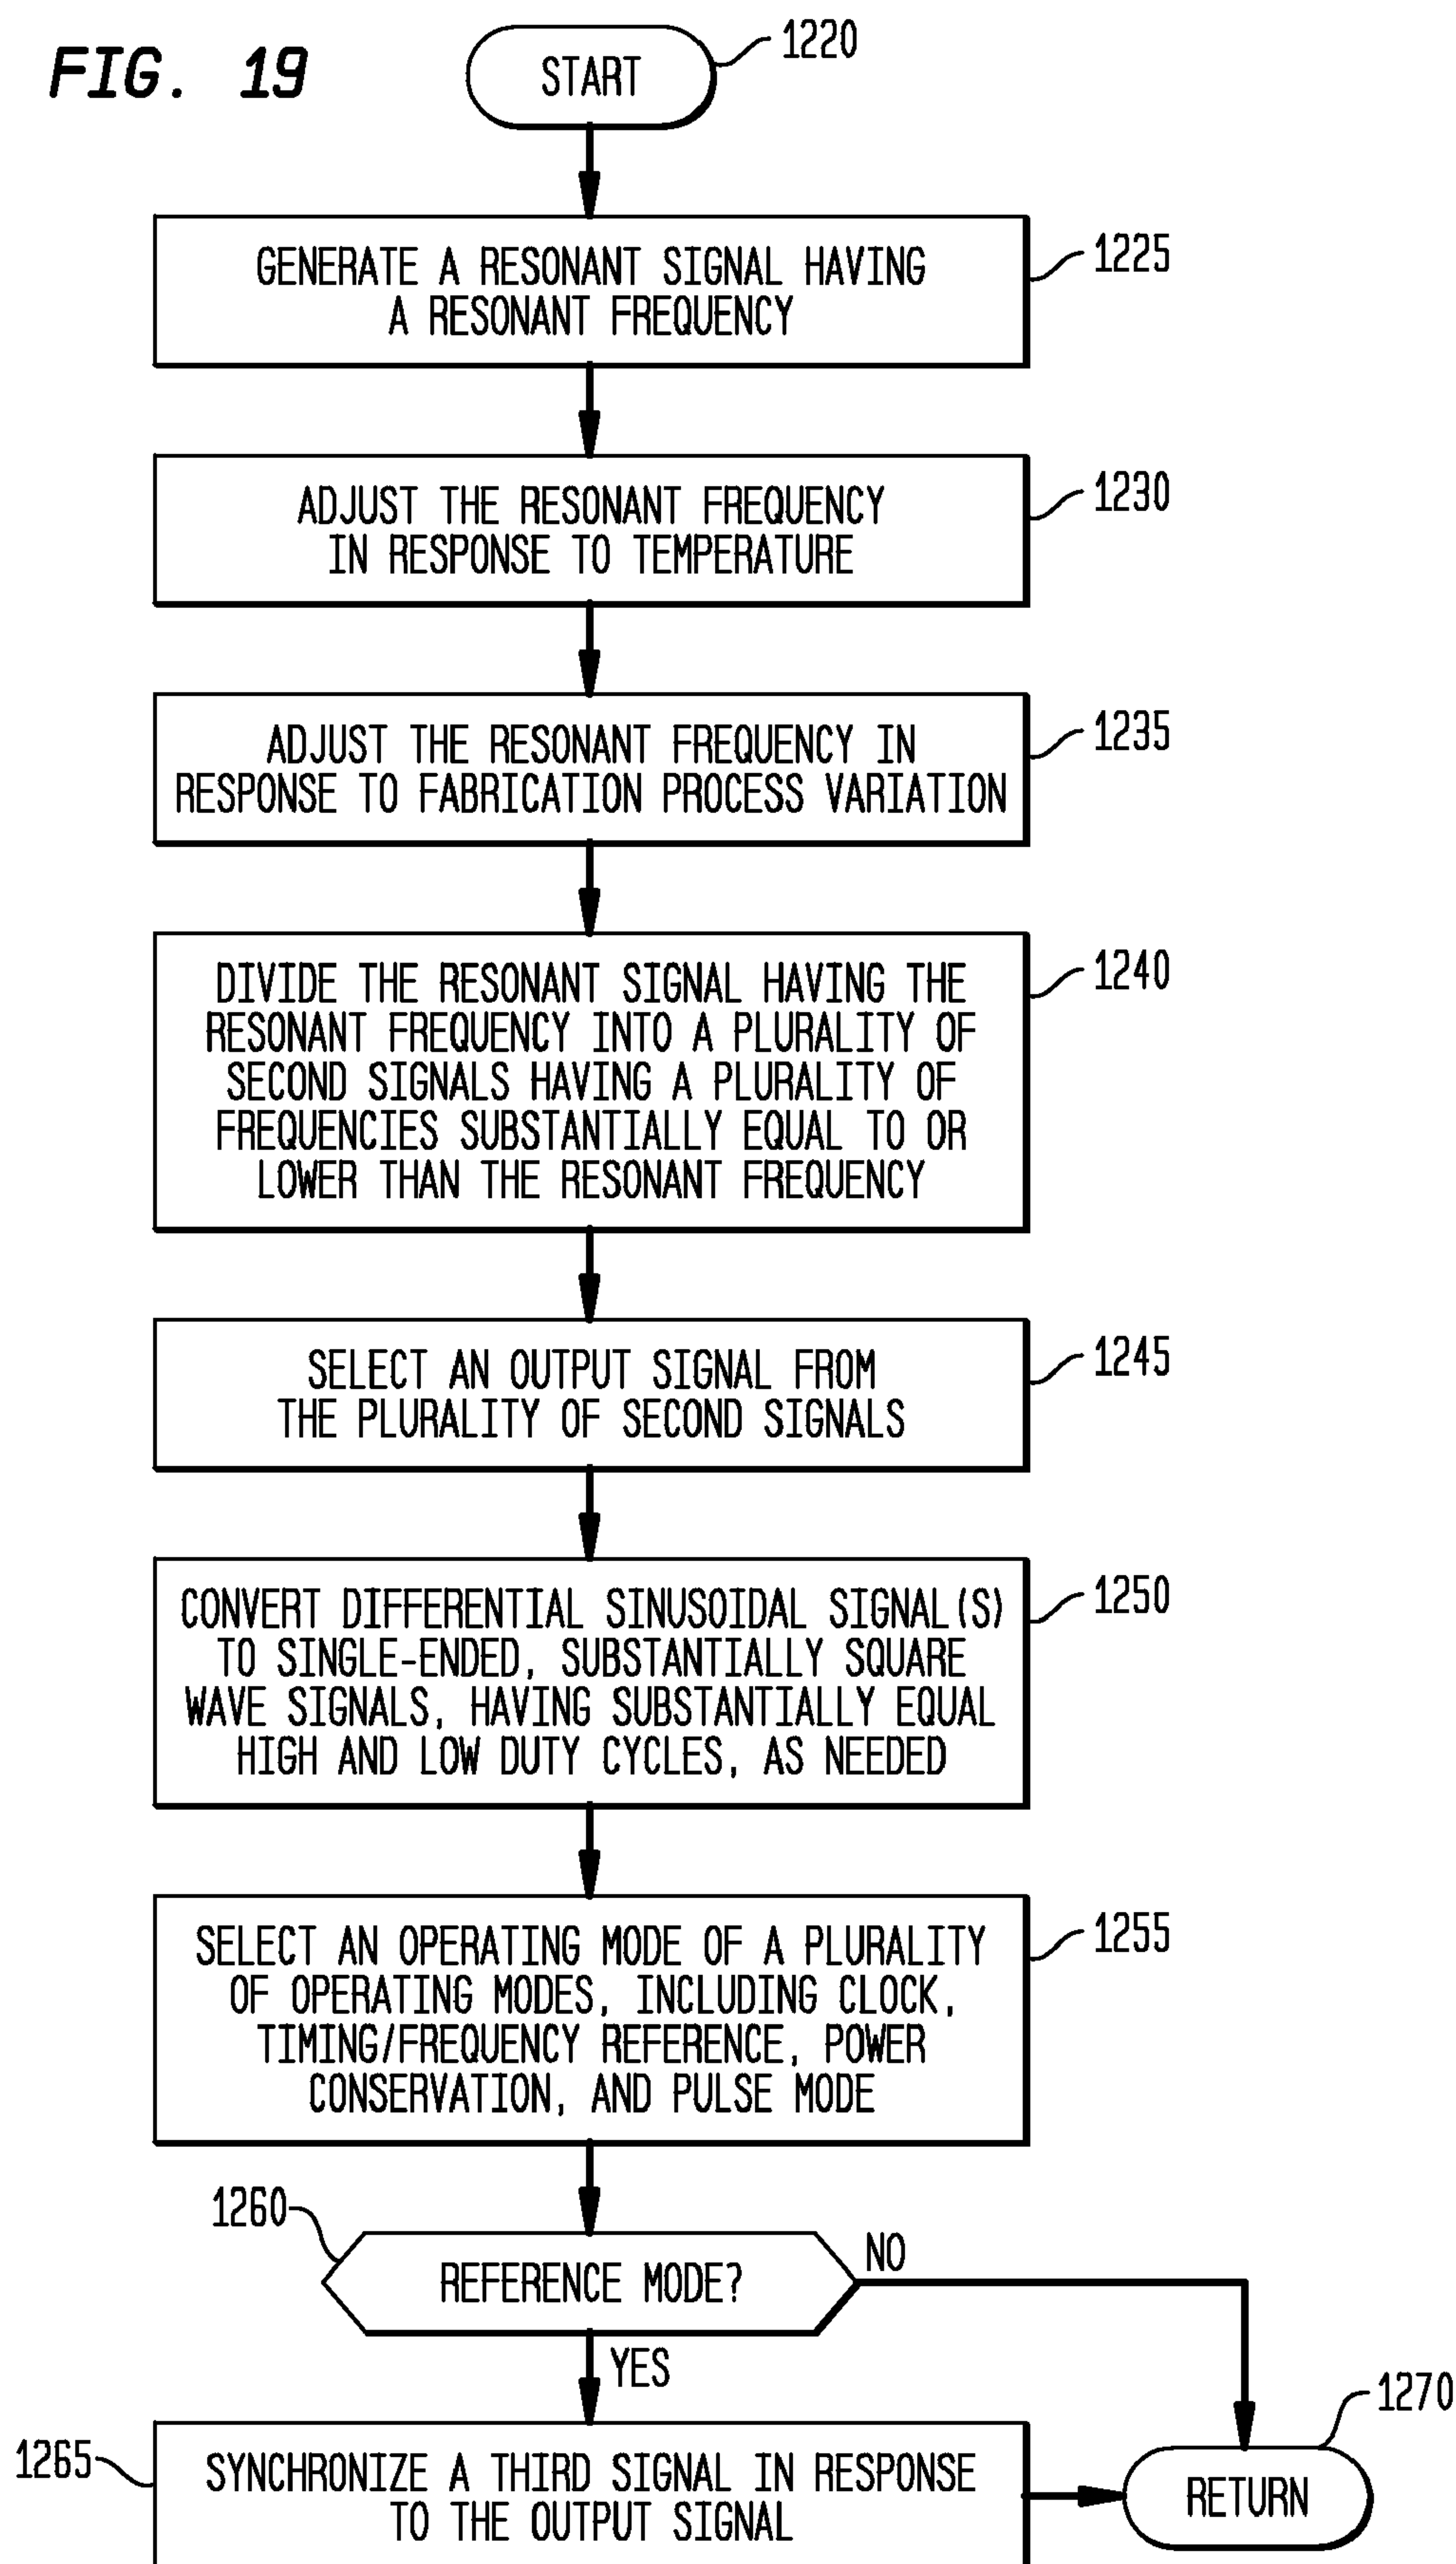 FIG. 19
START
1220
GENERATE A RESONANT SIGNAL HAVING
A RESONANT FREQUENCY
1225
ADJUST THE RESONANT FREQUENCY
IN RESPONSE TO TEMPERATURE
1230
ADJUST THE RESONANT FREQUENCY IN
RESPONSE TO FABRICATION PROCESS VARIATION
1235
DIVIDE THE RESONANT SIGNAL HAVING THE
RESONANT FREQUENCY INTO A PLURALITY OF
SECOND SIGNALS HAVING A PLURALITY OF
FREQUENCIES SUBSTANTIALLY EQUAL TO OR
LOWER THAN THE RESONANT FREQUENCY
1240
SELECT AN OUTPUT SIGNAL FROM
THE PLURALITY OF SECOND SIGNALS
1245
CONVERT DIFFERENTIAL SINUSOIDAL SIGNAL(S)
TO SINGLE-ENDED, SUBSTANTIALLY SQUARE
WAVE SIGNALS, HAVING SUBSTANTIALLY EQUAL
HIGH AND LOW DUTY CYCLES, AS NEEDED
1250
SELECT AN OPERATING MODE OF A PLURALITY
OF OPERATING MODES, INCLUDING CLOCK,
TIMING/FREQUENCY REFERENCE, POWER
CONSERVATION, AND PULSE MODE
1255
1260
REFERENCE MODE?
NO
YES
1265
SYNCHRONIZE A THIRD SIGNAL IN RESPONSE
TO THE OUTPUT SIGNAL
1270
RETURN